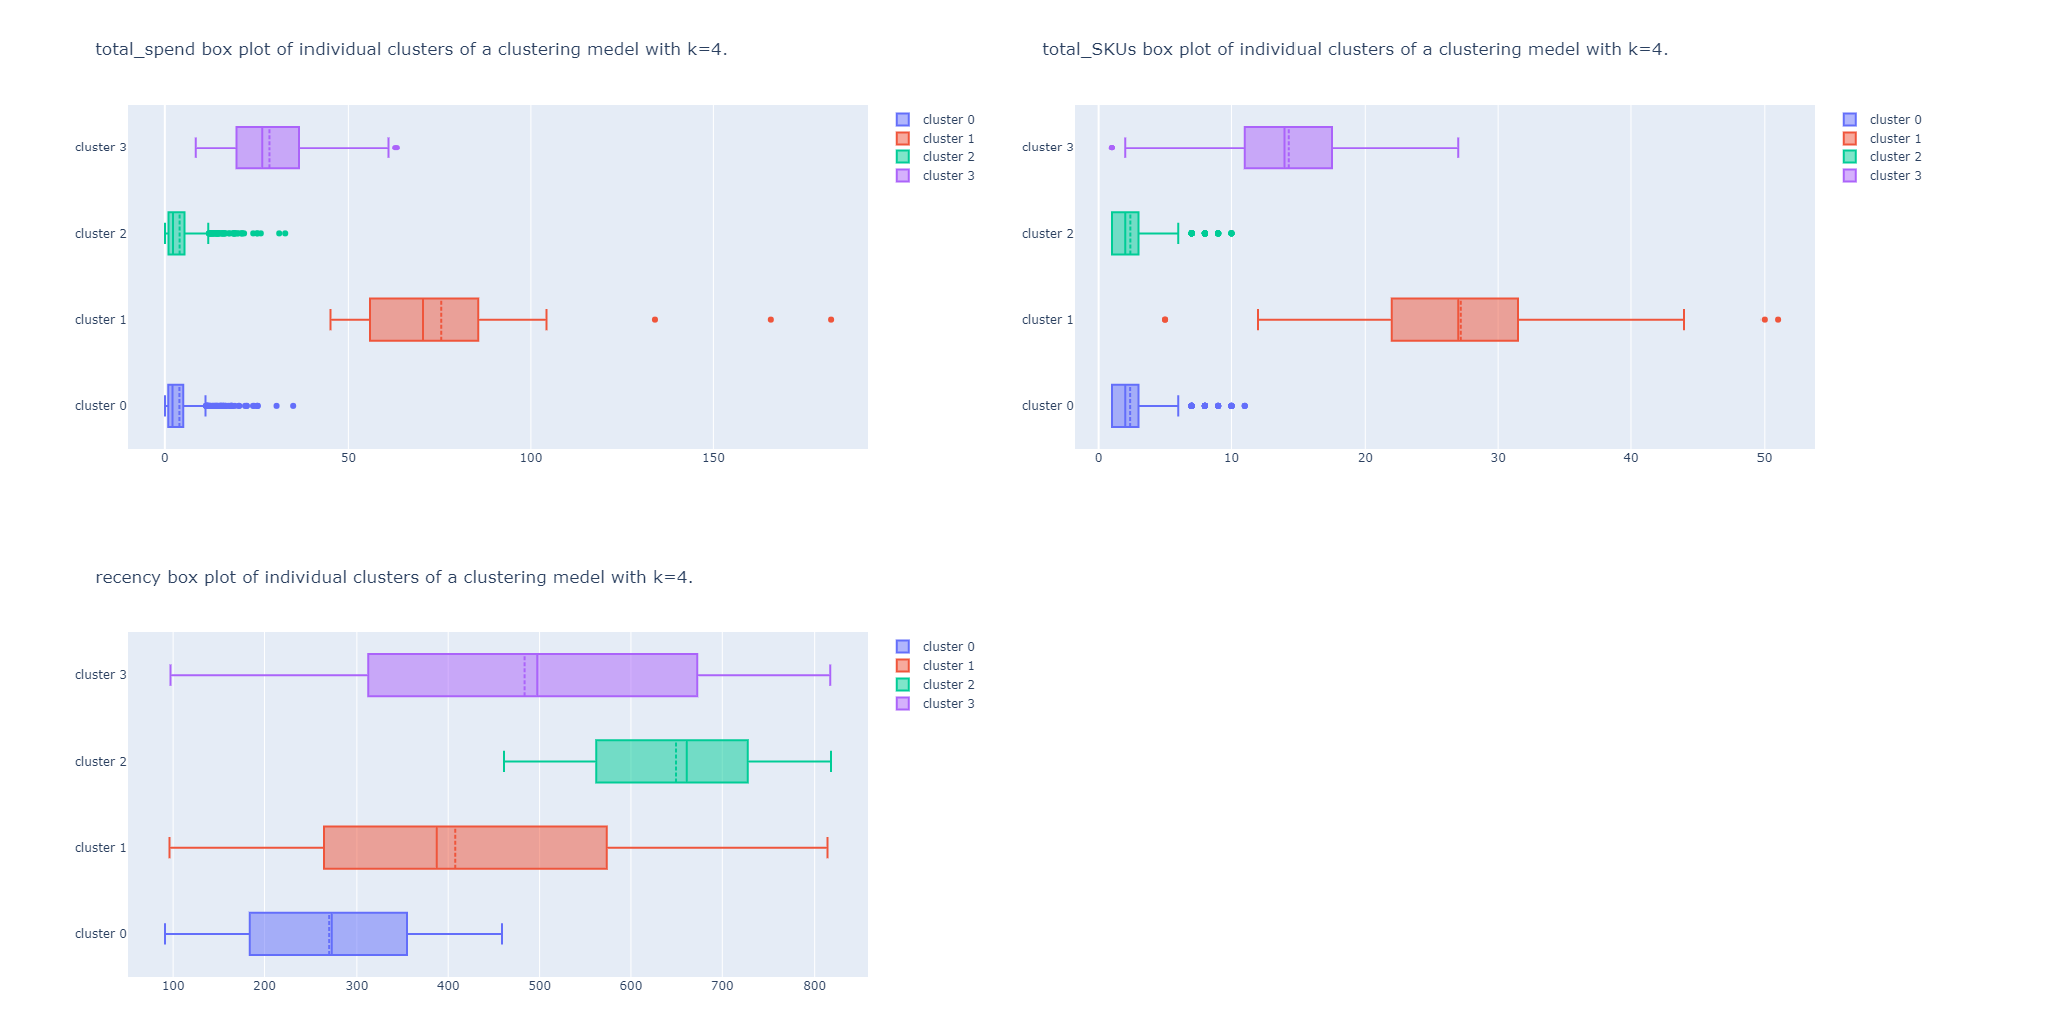 total_spend box plot of individual clusters of a clustering medel with k=4.
cluster 3
cluster 2
cluster 1
cluster 0
0 50 100 150
cluster 0
cluster 1
cluster 2
cluster 3
total_SKUs box plot of individual clusters of a clustering medel with k=4.
cluster 3
cluster 2
cluster 1
cluster 0
0 10 20 30 40 50
cluster 0
cluster 1
cluster 2
cluster 3
recency box plot of individual clusters of a clustering medel with k=4.
cluster 3
cluster 2
cluster 1
cluster 0
100 200 300 400 500 600 700 800
cluster 0
cluster 1
cluster 2
cluster 3